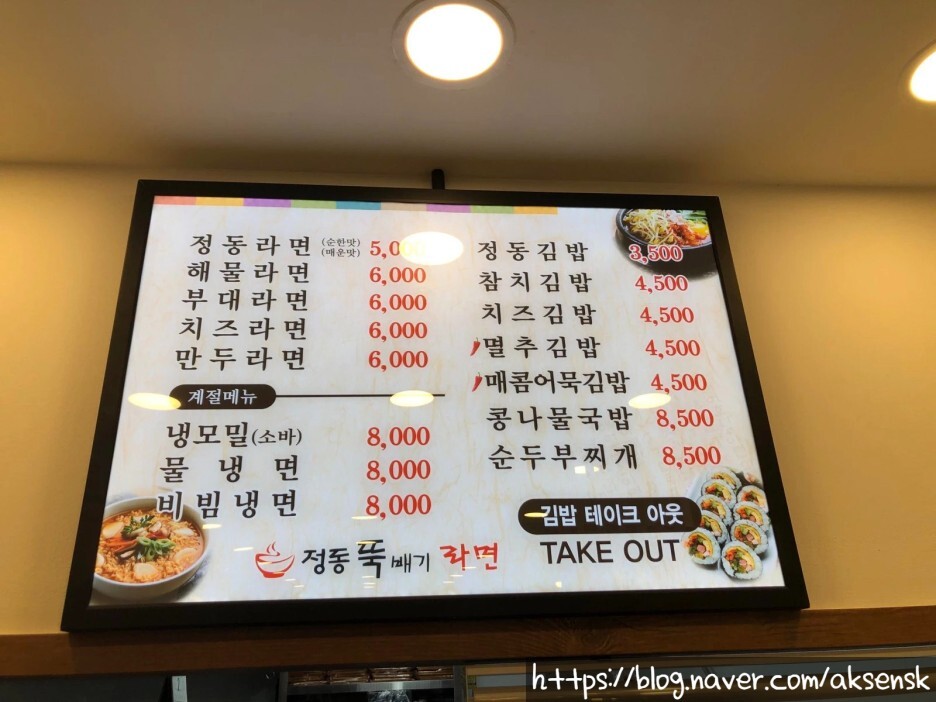 정동라면 (순한맛) (매운맛) 5,000
해물라면 6,000
부대라면 6,000
치즈라면 6,000
만두라면 6,000
계절메뉴
냉모밀(소바) 8,000
물냉면 8,000
비빔냉면 8,000
정동김밥 3,500
참치김밥 4,500
치즈김밥 4,500
멸추김밥 4,500
매콤어묵김밥 4,500
콩나물국밥 8,500
순두부찌개 8,500
김밥 테이크 아웃
TAKE OUT
정동뚝배기 라면
https://blog.naver.com/aksensk